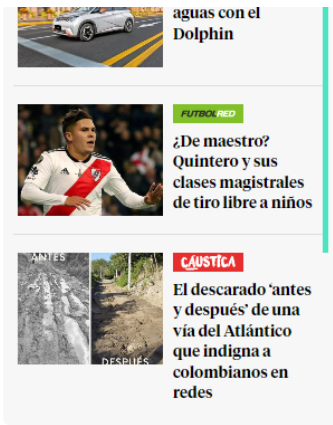 aguas con el
Dolphin
FUTBOLRED
¿De maestro?
Quintero y sus
clases magistrales
de tiro libre a niños
CÁUSTICA
ANTES
DESPUÉS
El descarado ‘antes
y después’ de una
vía del Atlántico
que indigna a
colombianos en
redes